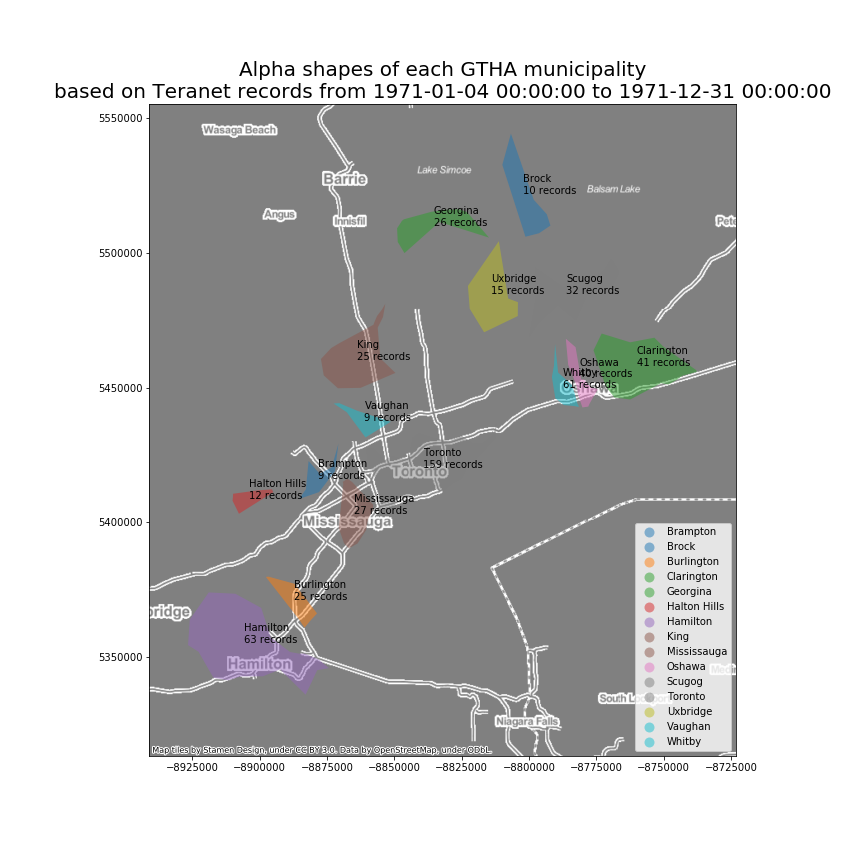 Alpha shapes of each GTHA municipality
based on Teranet records from 1971-01-04 00:00:00 to 1971-12-31 00:00:00
5550000
5500000
5450000
5400000
5350000
Wasaga Beach
Barrie
Lake Simcoe
Balsam Lake
Angus
Innisfil
Pete
Brock
10 records
Georgina
26 records
Uxbridge
15 records
Scugog
32 records
King
25 records
Clarington
41 records
Oshawa
40 records
Whitby
61 records
Oshawa
Vaughan
9 records
Toronto
159 records
Toronto
Brampton
9 records
Halton Hills
12 records
Mississauga
27 records
Mississauga
Burlington
25 records
bridge
Hamilton
63 records
Hamilton
Niagara Falls
Brampton
Brock
Burlington
Clarington
Georgina
Halton Hills
Hamilton
King
Mississauga
Oshawa
Scugog
Toronto
Uxbridge
Vaughan
Whitby
Map tiles by Stamen Design, under CC BY 3.0. Data by OpenStreetMap, under ODbL.
−8925000 −8900000 −8875000 −8850000 −8825000 −8800000 −8775000 −8750000 −8725000